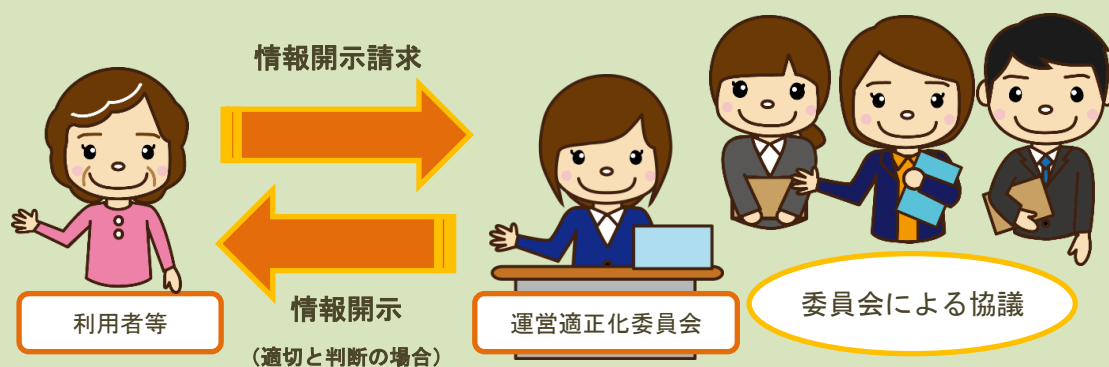 情報開示請求
情報開示
(適切と判断の場合)
利用者等
運営適正化委員会
委員会による協議